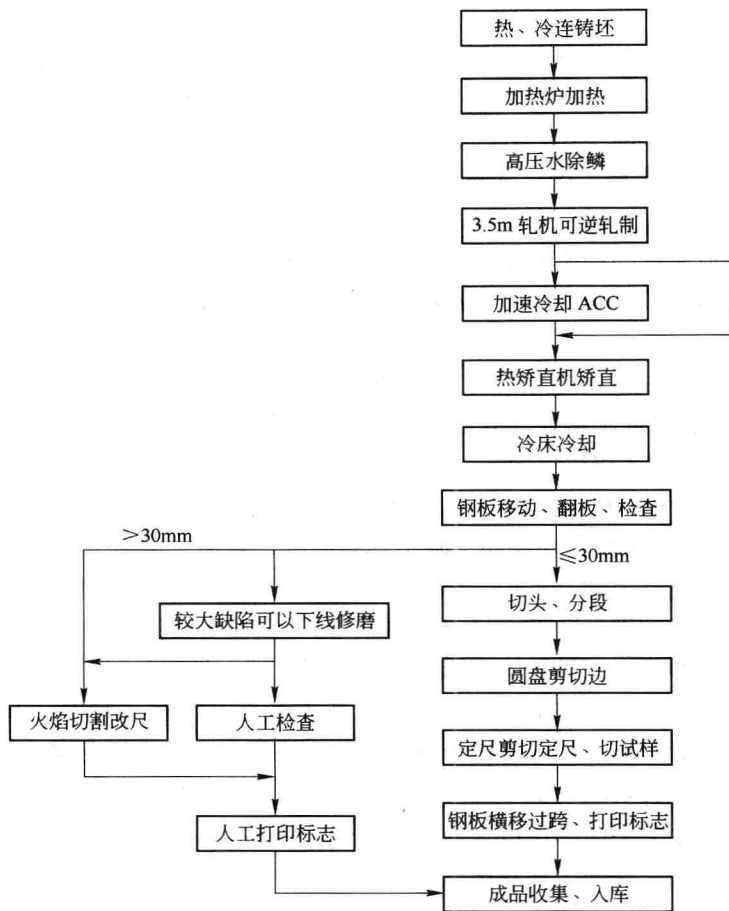 热、冷连铸坯
加热炉加热
高压水除鳞
3.5m 轧机可逆轧制
加速冷却 ACC
热矫直机矫直
冷床冷却
钢板移动、翻板、检查
>30mm
≤30mm
较大缺陷可以下线修磨
切头、分段
圆盘剪切边
火焰切割改尺
人工检查
定尺剪切定尺、切试样
人工打印标志
钢板横移过跨、打印标志
成品收集、入库